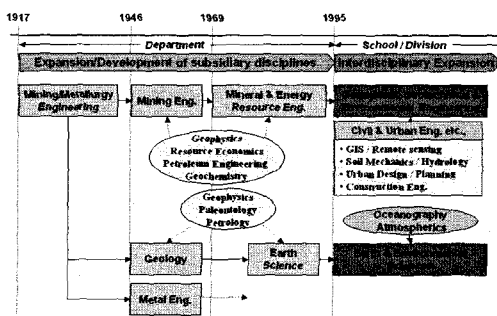 1917 1946 1969 1995
Department School / Division
Expansion/Development of subsidiary disciplines Interdisciplinary Expansion
Mining/Metallurgy
Engineering
Mining Eng.
Mineral & Energy
Resource Eng.
Geophysics
Resource Economics
Petroleum Engineering
Geochemistry
Civil & Urban Eng. etc.,
• GIS / Remote sensing
• Soil Mechanics / Hydrology
• Urban Design / Planning
• Construction Eng.
Geophysics
Paleontology
Petrology
Oceanography
Atmospherics
Geology
Earth
Science
Metal Eng.